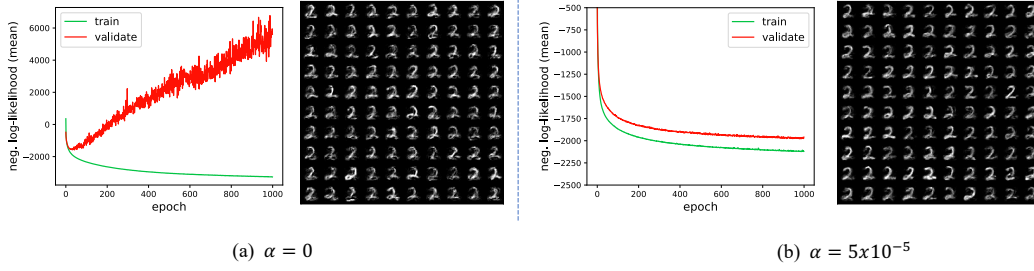 train
validate
neg. log-likelihood (mean)
6000
4000
2000
0
−2000
0 200 400 600 800 1000
epoch
(a) α = 0
train
validate
neg. log-likelihood (mean)
−500
−750
−1000
−1250
−1500
−1750
−2000
−2250
−2500
0 200 400 600 800 1000
epoch
(b) α = 5x10⁻⁵